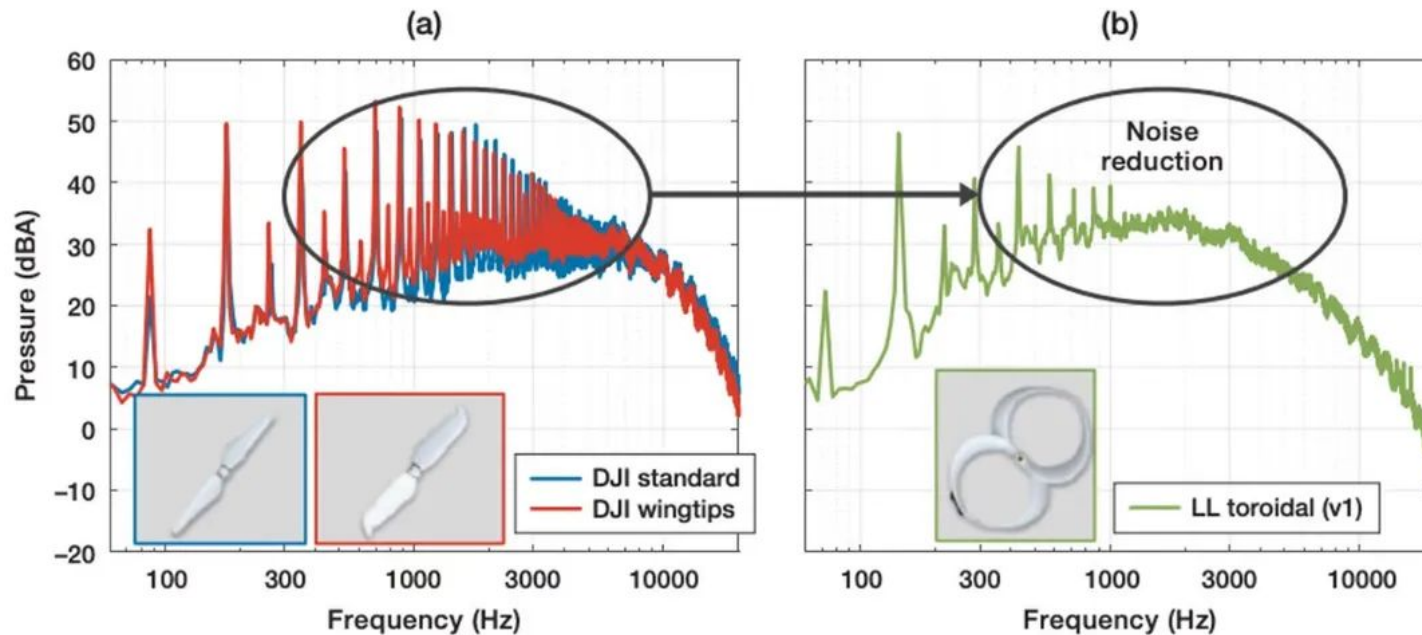 (a)
Pressure (dBA)
60
50
40
30
20
10
0
−10
−20
DJI standard
DJI wingtips
100
300
1000
3000
10000
Frequency (Hz)
(b)
Noise
reduction
LL toroidal (v1)
100
300
1000
3000
10000
Frequency (Hz)